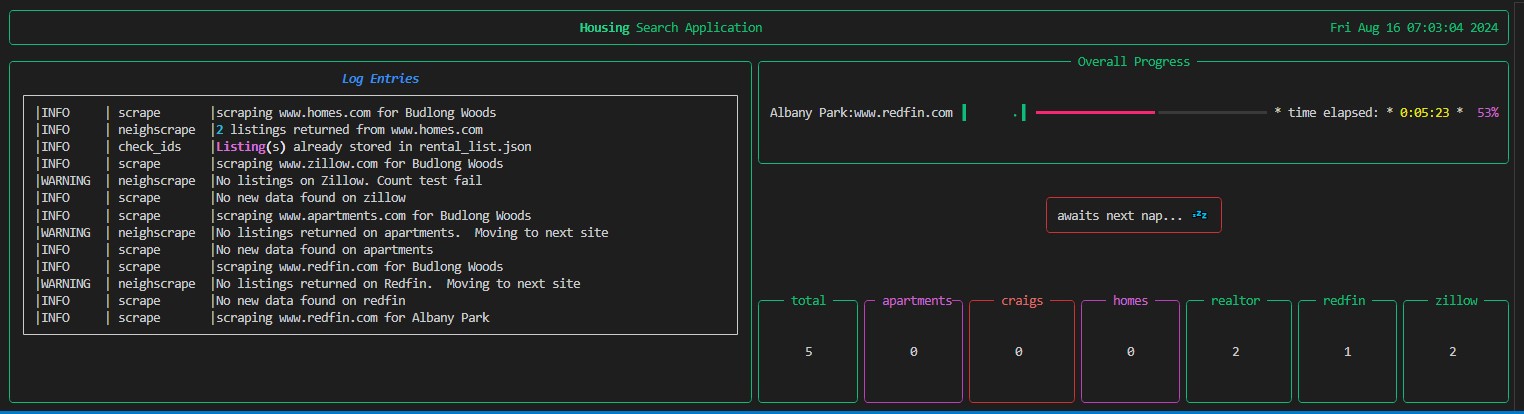 Housing Search Application Fri Aug 16 07:03:04 2024
Log Entries
|INFO | scrape |scraping www.homes.com for Budlong Woods
|INFO | neighscrape |2 listings returned from www.homes.com
|INFO | check_ids |Listing(s) already stored in rental_list.json
|INFO | scrape |scraping www.zillow.com for Budlong Woods
|WARNING | neighscrape |No listings on Zillow. Count test fail
|INFO | scrape |No new data found on zillow
|INFO | scrape |scraping www.apartments.com for Budlong Woods
|WARNING | neighscrape |No listings returned on apartments.  Moving to next site
|INFO | scrape |No new data found on apartments
|INFO | scrape |scraping www.redfin.com for Budlong Woods
|WARNING | neighscrape |No listings returned on Redfin.  Moving to next site
|INFO | scrape |No new data found on redfin
|INFO | scrape |scraping www.redfin.com for Albany Park
Overall Progress
Albany Park:www.redfin.com * time elapsed: * 0:05:23 * 53%
awaits next nap... 💤
total apartments craigs homes realtor redfin zillow
5 0 0 0 2 1 2